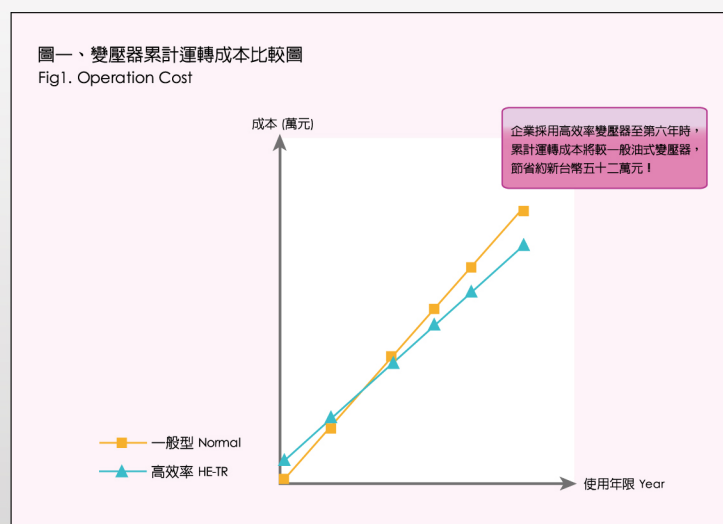 圖一、變壓器累計運轉成本比較圖
Fig1. Operation Cost
成本 (萬元)
企業採用高效率變壓器至第六年時，
累計運轉成本將較一般油式變壓器，
節省約新台幣五十二萬元！
一般型 Normal
高效率 HE-TR
使用年限 Year